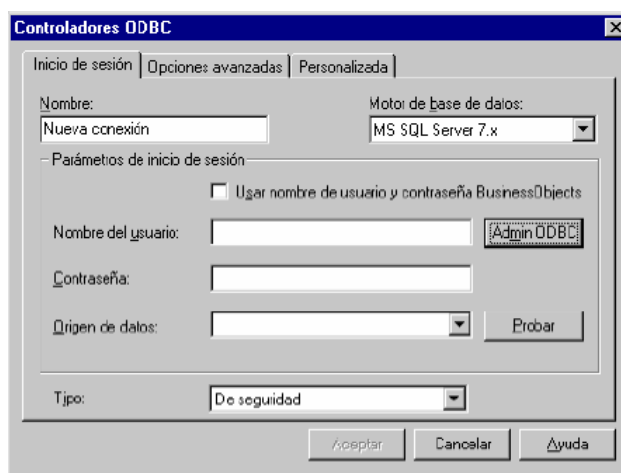 Controladores ODBC
Inicio de sesión
Opciones avanzadas
Personalizada
Nombre:
Motor de base de datos:
Nueva conexión
MS SQL Server 7.x
Parámetros de inicio de sesión
Usar nombre de usuario y contraseña BusinessObjects
Nombre del usuario:
Admin ODBC
Contraseña:
Origen de datos:
Probar
Tipo:
De seguridad
Aceptar
Cancelar
Ayuda